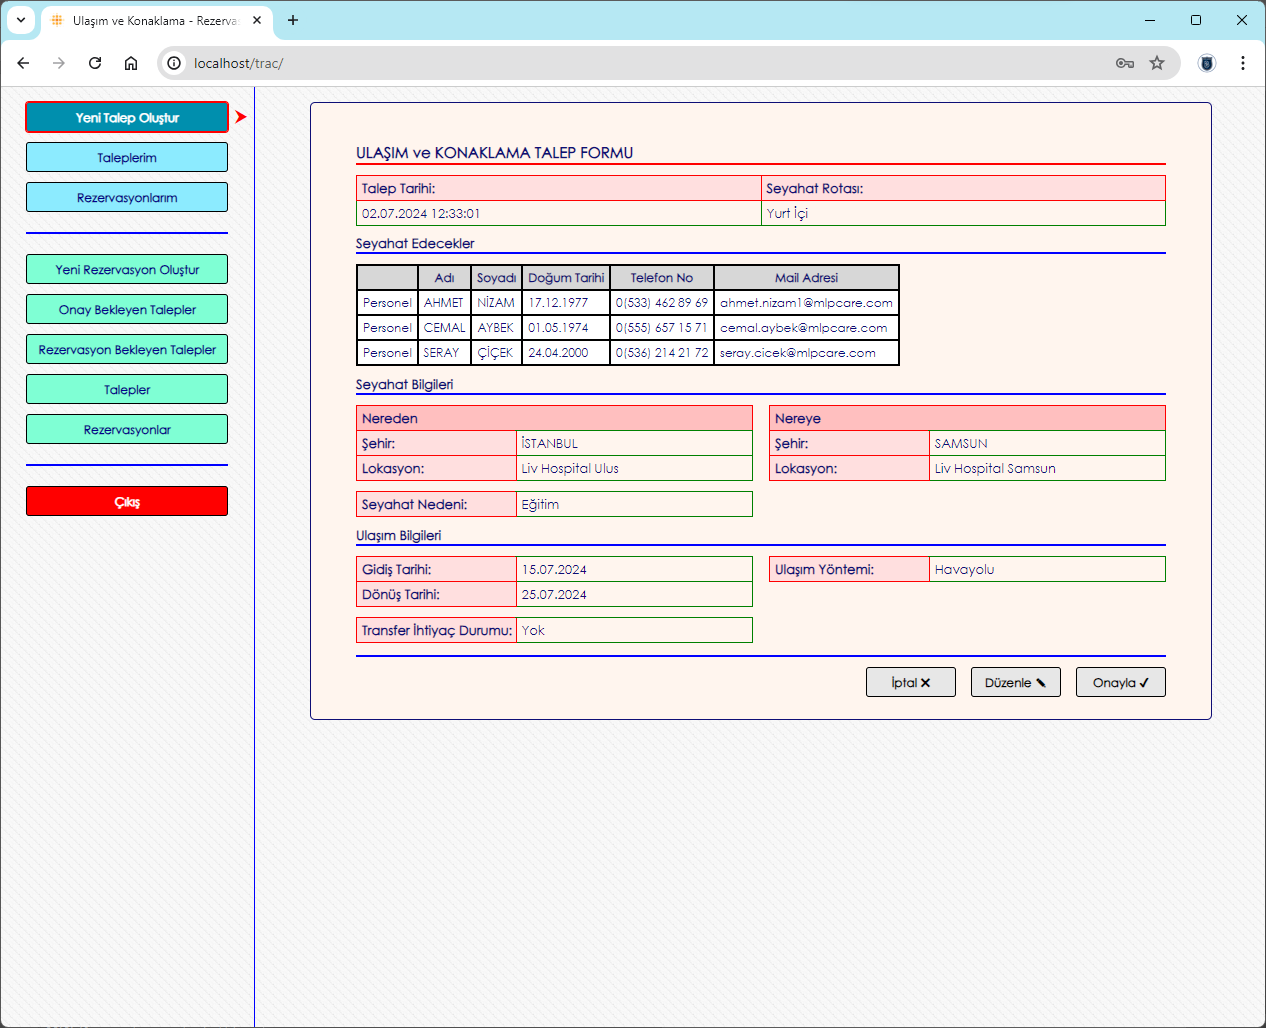 Ulaşım ve Konaklama - Rezerva
localhost/trac/
Yeni Talep Oluştur
Taleplerim
Rezervasyonlarım
Yeni Rezervasyon Oluştur
Onay Bekleyen Talepler
Rezervasyon Bekleyen Talepler
Talepler
Rezervasyonlar
Çıkış
ULAŞIM ve KONAKLAMA TALEP FORMU
Talep Tarihi: Seyahat Rotası:
02.07.2024 12:33:01 Yurt İçi
Seyahat Edecekler
Adı Soyadı Doğum Tarihi Telefon No Mail Adresi
Personel AHMET NİZAM 17.12.1977 0(533) 462 89 69 ahmet.nizam1@mlpcare.com
Personel CEMAL AYBEK 01.05.1974 0(555) 657 15 71 cemal.aybek@mlpcare.com
Personel SERAY ÇİÇEK 24.04.2000 0(536) 214 21 72 seray.cicek@mlpcare.com
Seyahat Bilgileri
Nereden Nereye
Şehir: İSTANBUL Şehir: SAMSUN
Lokasyon: Liv Hospital Ulus Lokasyon: Liv Hospital Samsun
Seyahat Nedeni: Eğitim
Ulaşım Bilgileri
Gidiş Tarihi: 15.07.2024 Ulaşım Yöntemi: Havayolu
Dönüş Tarihi: 25.07.2024
Transfer İhtiyaç Durumu: Yok
İptal Düzenle Onayla